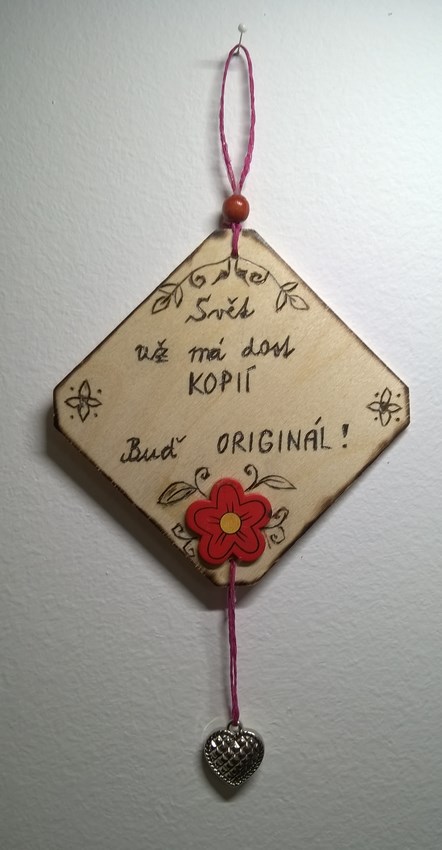 Svět
už má dost
KOPIÍ
Buď ORIGINÁL!